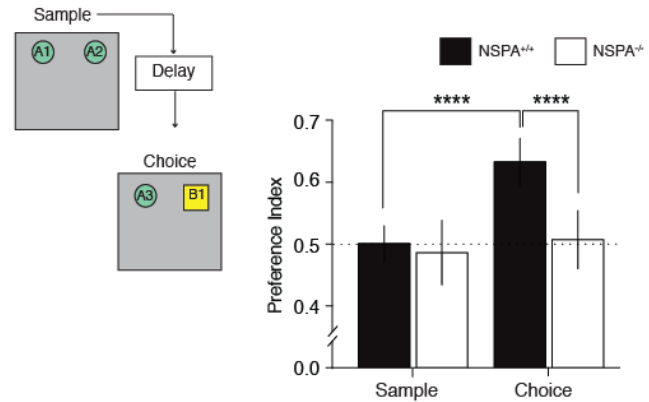 Sample
A1 A2
Delay
Choice
A3 B1
NSPA+/+ NSPA-/-
**** ****
0.7
0.6
0.5
0.4
0.0
Preference Index
Sample Choice